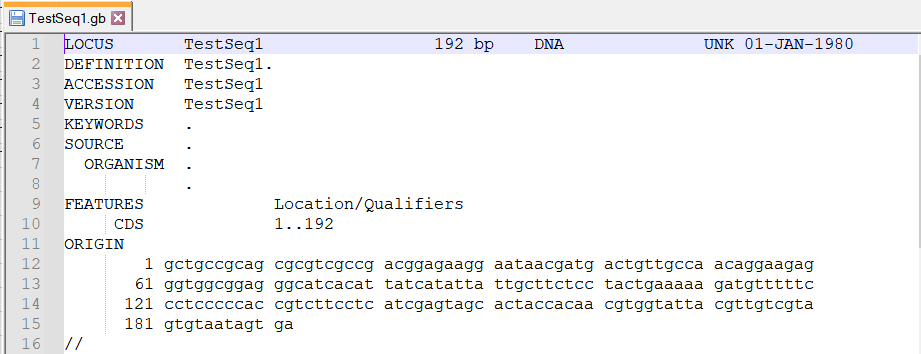 TestSeq1.gb
1 LOCUS       TestSeq1                 192 bp    DNA              UNK 01-JAN-1980
2 DEFINITION  TestSeq1.
3 ACCESSION   TestSeq1
4 VERSION     TestSeq1
5 KEYWORDS    .
6 SOURCE      .
7   ORGANISM  .
8             .
9 FEATURES             Location/Qualifiers
10      CDS             1..192
11 ORIGIN
12         1 gctgccgcag cgcgtcgccg acggagaagg aataacgatg actgttgcca acaggaagag
13        61 ggtggcggag ggcatcacat tatcatatta ttgcttctcc tactgaaaaa gatgtttttc
14       121 cctcccccac cgtcttcctc atcgagtagc actaccacaa cgtggtatta cgttgtcgta
15       181 gtgtaatagt ga
16 //